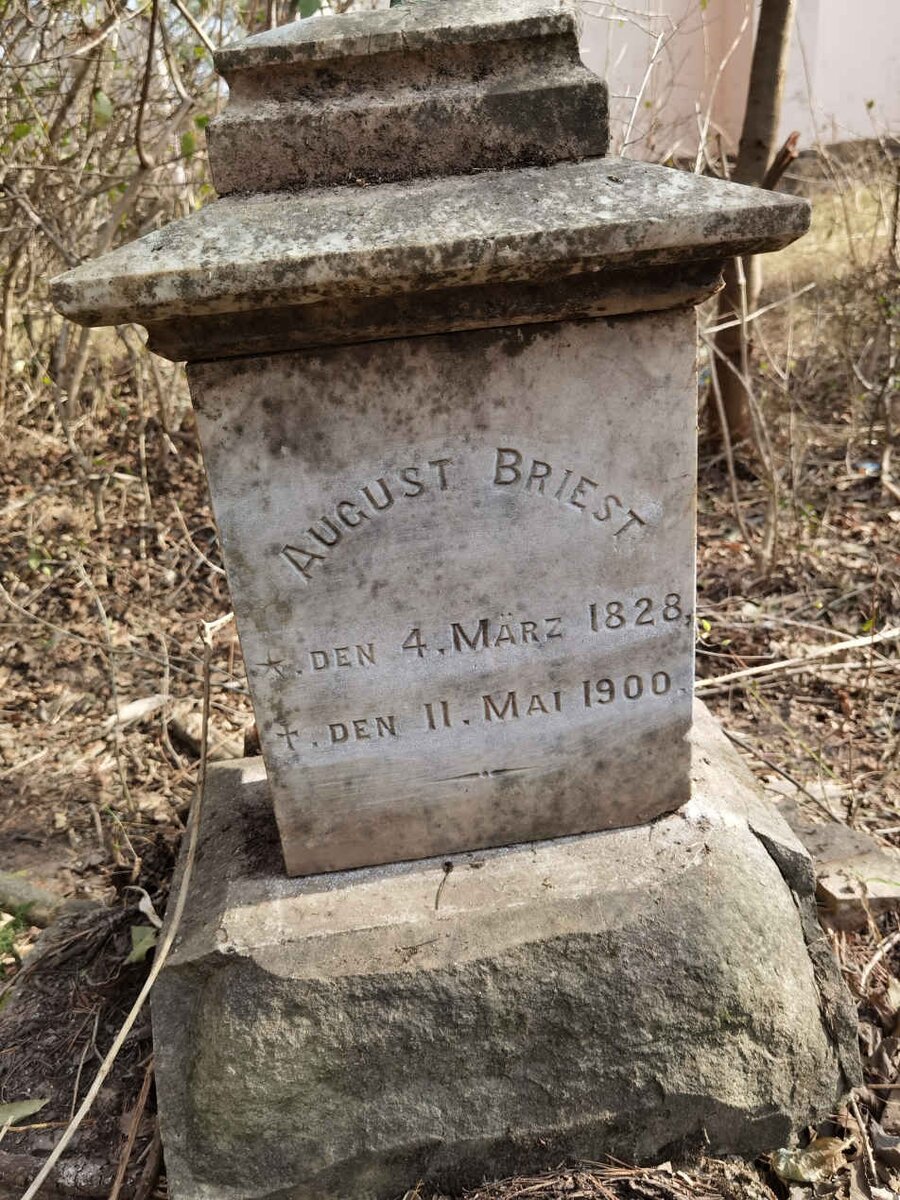 August Briest
*. den 4. März 1828,
†. den 11. Mai 1900.